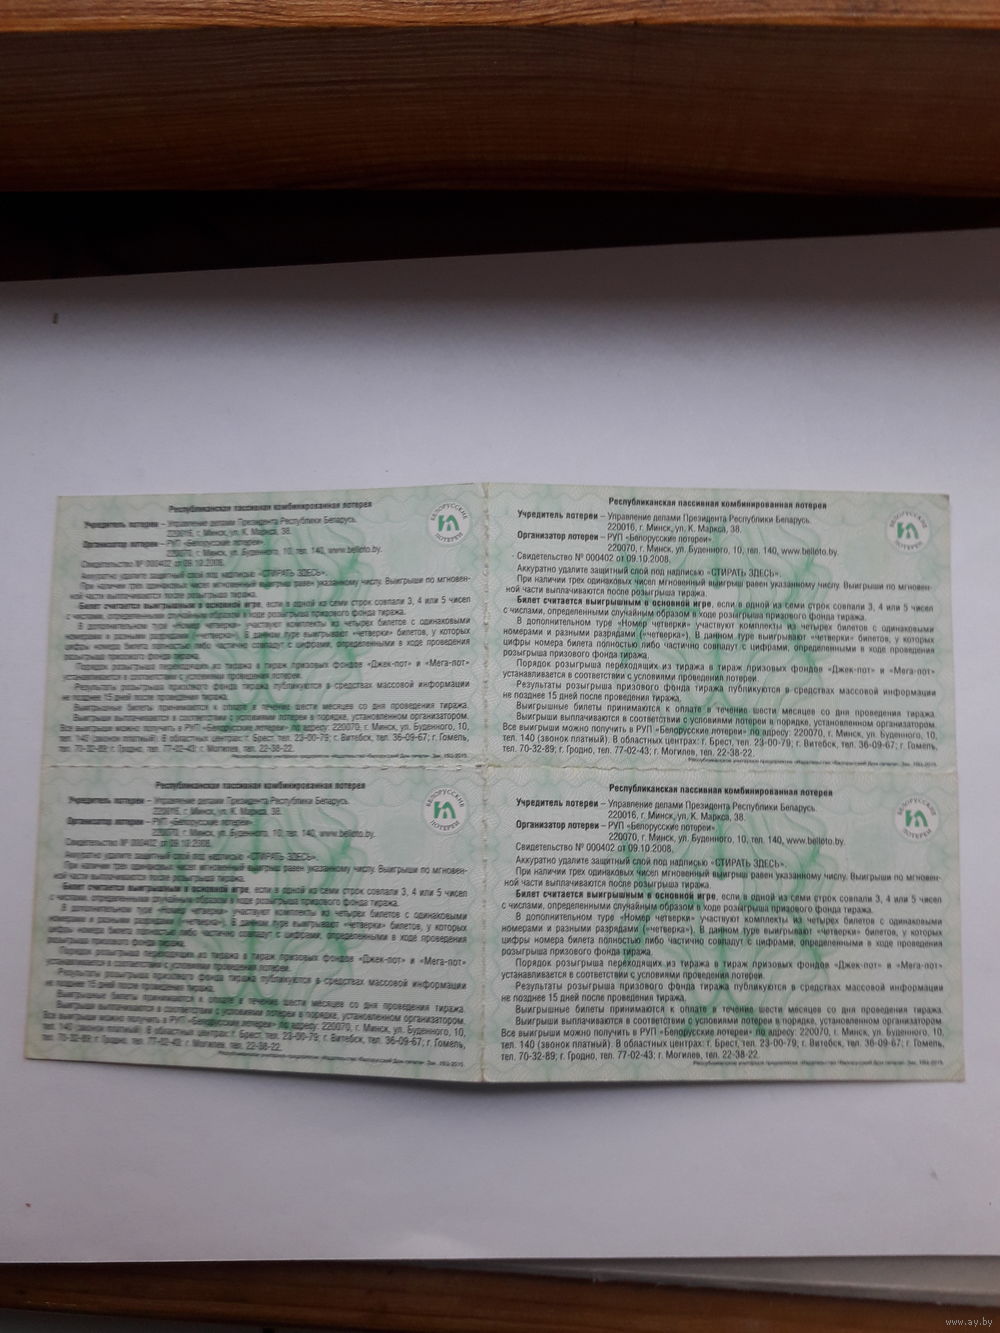 Республиканская пассивная комбинированная лотерея
Учредитель лотереи – Управление делами Президента Республики Беларусь.
220016, г. Минск, ул. К. Маркса, 38.
Организатор лотереи – РУП «Белорусские лотереи».
220070, г. Минск, ул. Буденного, 10, тел. 140, www.belloto.by.
Свидетельство № 000402 от 09.10.2008.
Аккуратно удалите защитный слой под надписью «СТИРАТЬ ЗДЕСЬ».
При наличии трех одинаковых чисел мгновенный выигрыш равен указанному числу. Выигрыши по мгновен-
ной части выплачиваются после розыгрыша тиража.
Билет считается выигрышным в основной игре, если в одной из семи строк совпали 3, 4 или 5 чисел
с числами, определенными случайным образом в ходе розыгрыша призового фонда тиража.
В дополнительном туре «Номер четверки» участвуют комплекты из четырех билетов с одинаковыми
номерами и разными разрядами («четверка»). В данном туре выигрывают «четверки» билетов, у которых
цифры номера билета полностью либо частично совпадут с цифрами, определенными в ходе проведения
розыгрыша призового фонда тиража.
Порядок розыгрыша переходящих из тиража в тираж призовых фондов «Джек-пот» и «Мега-пот»
устанавливается в соответствии с условиями проведения лотереи.
Результаты розыгрыша призового фонда тиража публикуются в средствах массовой информации
не позднее 15 дней после проведения тиража.
Выигрышные билеты принимаются к оплате в течение шести месяцев со дня проведения тиража.
Выигрыши выплачиваются в соответствии с условиями лотереи в порядке, установленном организатором.
Все выигрыши можно получить в РУП «Белорусские лотереи» по адресу: 220070, г. Минск, ул. Буденного, 10,
тел. 140 (звонок платный). В областных центрах: г. Брест, тел. 23-00-79; г. Витебск, тел. 36-09-67; г. Гомель,
тел. 70-32-89; г. Гродно, тел. 77-02-43; г. Могилев, тел. 22-38-22.
БЕЛОРУССКИЕ
ЛОТЕРЕИ
Республиканская пассивная комбинированная лотерея
Учредитель лотереи – Управление делами Президента Республики Беларусь.
220016, г. Минск, ул. К. Маркса, 38.
Организатор лотереи – РУП «Белорусские лотереи».
220070, г. Минск, ул. Буденного, 10, тел. 140, www.belloto.by.
Свидетельство № 000402 от 09.10.2008.
Аккуратно удалите защитный слой под надписью «СТИРАТЬ ЗДЕСЬ».
При наличии трех одинаковых чисел мгновенный выигрыш равен указанному числу. Выигрыши по мгновен-
ной части выплачиваются после розыгрыша тиража.
Билет считается выигрышным в основной игре, если в одной из семи строк совпали 3, 4 или 5 чисел
с числами, определенными случайным образом в ходе розыгрыша призового фонда тиража.
В дополнительном туре «Номер четверки» участвуют комплекты из четырех билетов с одинаковыми
номерами и разными разрядами («четверка»). В данном туре выигрывают «четверки» билетов, у которых
цифры номера билета полностью либо частично совпадут с цифрами, определенными в ходе проведения
розыгрыша призового фонда тиража.
Порядок розыгрыша переходящих из тиража в тираж призовых фондов «Джек-пот» и «Мега-пот»
устанавливается в соответствии с условиями проведения лотереи.
Результаты розыгрыша призового фонда тиража публикуются в средствах массовой информации
не позднее 15 дней после проведения тиража.
Выигрышные билеты принимаются к оплате в течение шести месяцев со дня проведения тиража.
Выигрыши выплачиваются в соответствии с условиями лотереи в порядке, установленном организатором.
Все выигрыши можно получить в РУП «Белорусские лотереи» по адресу: 220070, г. Минск, ул. Буденного, 10,
тел. 140 (звонок платный). В областных центрах: г. Брест, тел. 23-00-79; г. Витебск, тел. 36-09-67; г. Гомель,
тел. 70-32-89; г. Гродно, тел. 77-02-43; г. Могилев, тел. 22-38-22.
Республиканское унитарное предприятие «Издательство «Белорусский Дом печати».
БЕЛОРУССКИЕ
ЛОТЕРЕИ
Республиканская пассивная комбинированная лотерея
Учредитель лотереи – Управление делами Президента Республики Беларусь.
220016, г. Минск, ул. К. Маркса, 38.
Организатор лотереи – РУП «Белорусские лотереи».
220070, г. Минск, ул. Буденного, 10, тел. 140, www.belloto.by.
Свидетельство № 000402 от 09.10.2008.
Аккуратно удалите защитный слой под надписью «СТИРАТЬ ЗДЕСЬ».
При наличии трех одинаковых чисел мгновенный выигрыш равен указанному числу. Выигрыши по мгновен-
ной части выплачиваются после розыгрыша тиража.
Билет считается выигрышным в основной игре, если в одной из семи строк совпали 3, 4 или 5 чисел
с числами, определенными случайным образом в ходе розыгрыша призового фонда тиража.
В дополнительном туре «Номер четверки» участвуют комплекты из четырех билетов с одинаковыми
номерами и разными разрядами («четверка»). В данном туре выигрывают «четверки» билетов, у которых
цифры номера билета полностью либо частично совпадут с цифрами, определенными в ходе проведения
розыгрыша призового фонда тиража.
Порядок розыгрыша переходящих из тиража в тираж призовых фондов «Джек-пот» и «Мега-пот»
устанавливается в соответствии с условиями проведения лотереи.
Результаты розыгрыша призового фонда тиража публикуются в средствах массовой информации
не позднее 15 дней после проведения тиража.
Выигрышные билеты принимаются к оплате в течение шести месяцев со дня проведения тиража.
Выигрыши выплачиваются в соответствии с условиями лотереи в порядке, установленном организатором.
Все выигрыши можно получить в РУП «Белорусские лотереи» по адресу: 220070, г. Минск, ул. Буденного, 10,
тел. 140 (звонок платный). В областных центрах: г. Брест, тел. 23-00-79; г. Витебск, тел. 36-09-67; г. Гомель,
тел. 70-32-89; г. Гродно, тел. 77-02-43; г. Могилев, тел. 22-38-22.
БЕЛОРУССКИЕ
ЛОТЕРЕИ
Республиканская пассивная комбинированная лотерея
Учредитель лотереи – Управление делами Президента Республики Беларусь.
220016, г. Минск, ул. К. Маркса, 38.
Организатор лотереи – РУП «Белорусские лотереи»
220070, г. Минск, ул. Буденного, 10, тел. 140, www.belloto.by.
Свидетельство № 000402 от 09.10.2008.
Аккуратно удалите защитный слой под надписью «СТИРАТЬ ЗДЕСЬ».
При наличии трех одинаковых чисел мгновенный выигрыш равен указанному числу. Выигрыши по мгновен-
ной части выплачиваются после розыгрыша тиража.
Билет считается выигрышным в основной игре, если в одной из семи строк совпали 3, 4 или 5 чисел
с числами, определенными случайным образом в ходе розыгрыша призового фонда тиража.
В дополнительном туре «Номер четверки» участвуют комплекты из четырех билетов с одинаковыми
номерами и разными разрядами («четверка»). В данном туре выигрывают «четверки» билетов, у которых
цифры номера билета полностью либо частично совпадут с цифрами, определенными в ходе проведения
розыгрыша призового фонда тиража.
Порядок розыгрыша переходящих из тиража в тираж призовых фондов «Джек-пот» и «Мега-пот»
устанавливается в соответствии с условиями проведения лотереи.
Результаты розыгрыша призового фонда тиража публикуются в средствах массовой информации
не позднее 15 дней после проведения тиража.
Выигрышные билеты принимаются к оплате в течение шести месяцев со дня проведения тиража.
Выигрыши выплачиваются в соответствии с условиями лотереи в порядке, установленном организатором.
Все выигрыши можно получить в РУП «Белорусские лотереи» по адресу: 220070, г. Минск, ул. Буденного, 10,
тел. 140 (звонок платный). В областных центрах: г. Брест, тел. 23-00-79; г. Витебск, тел. 36-09-67; г. Гомель,
тел. 70-32-89; г. Гродно, тел. 77-02-43; г. Могилев, тел. 22-38-22.
Республиканское унитарное предприятие «Издательство «Белорусский Дом печати».
БЕЛОРУССКИЕ
ЛОТЕРЕИ
www.ay.by